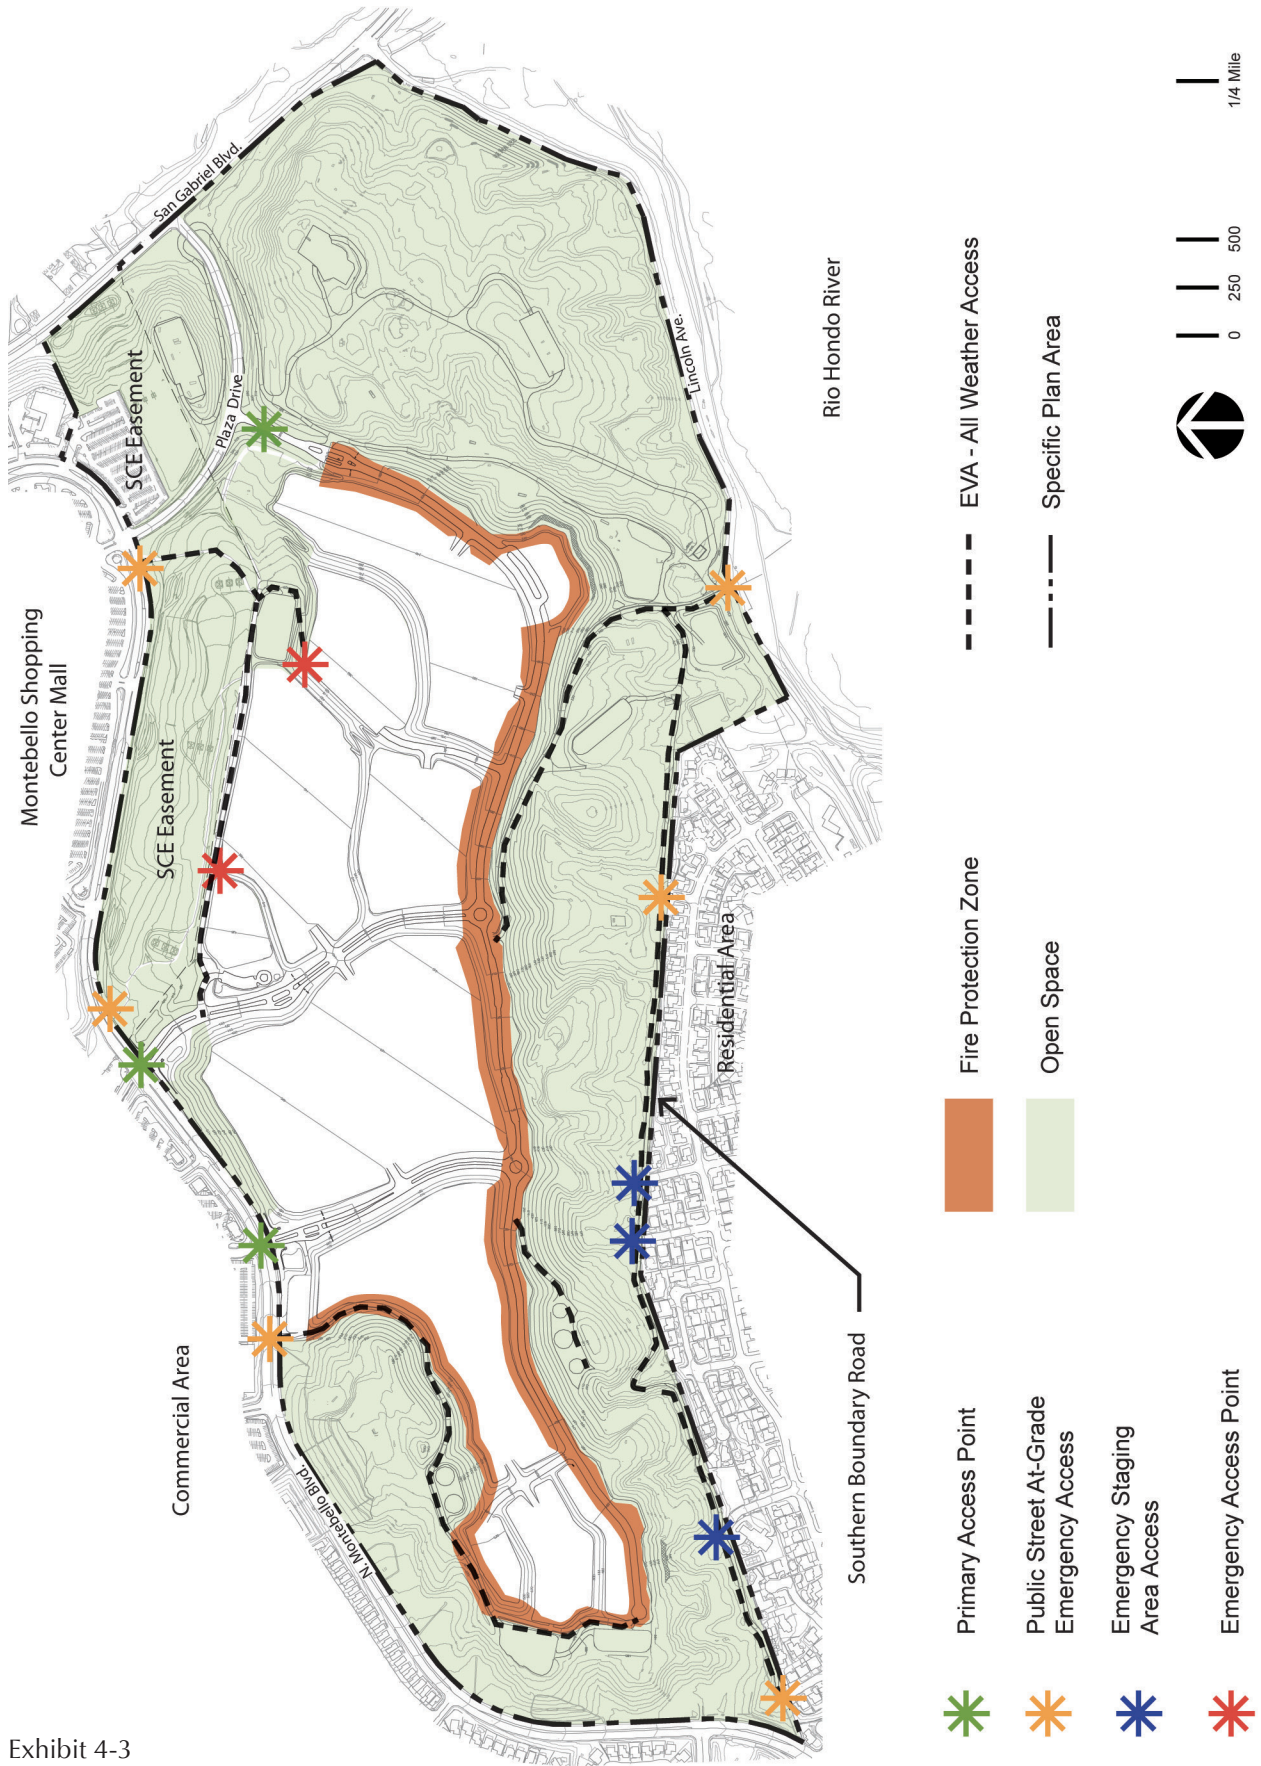 Montebello Shopping
Center Mall
Commercial Area
San Gabriel Blvd.
SCE Easement
Plaza Drive
SCE Easement
N. Montebello Blvd.
Lincoln Ave.
Rio Hondo River
Residential Area
Southern Boundary Road
Primary Access Point
Public Street At-Grade
Emergency Access
Emergency Staging
Area Access
Emergency Access Point
Fire Protection Zone
Open Space
EVA - All Weather Access
Specific Plan Area
0 250 500 1/4 Mile
Exhibit 4-3